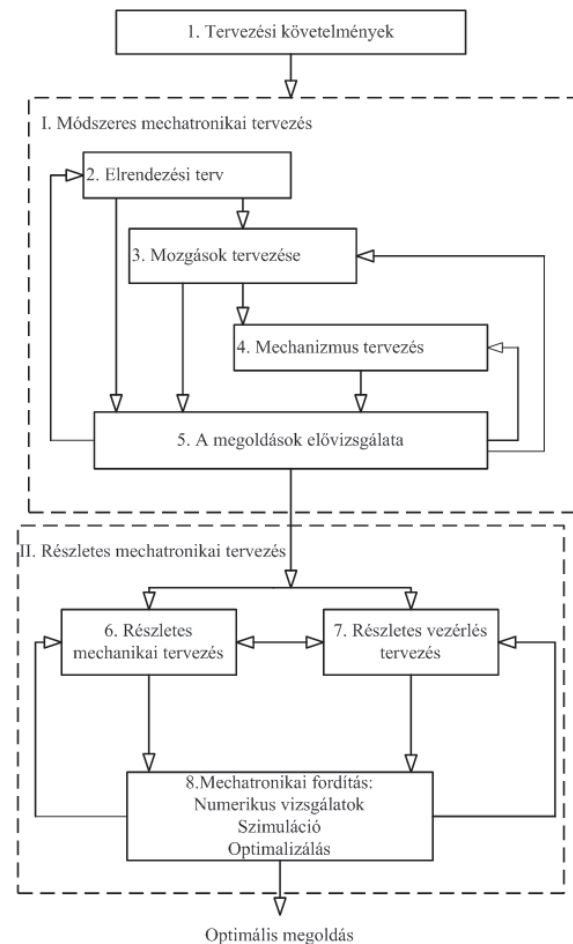 1. Tervezési követelmények
I. Módszeres mechatronikai tervezés
2. Elrendezési terv
3. Mozgások tervezése
4. Mechanizmus tervezés
5. A megoldások elővizsgálata
II. Részletes mechatronikai tervezés
6. Részletes
mechanikai tervezés
7. Részletes vezérlés
tervezés
8.Mechatronikai fordítás:
Numerikus vizsgálatok
Szimuláció
Optimalizálás
Optimális megoldás